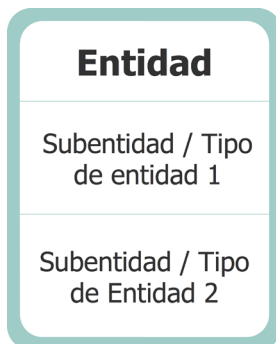 Entidad
Subentidad / Tipo
de entidad 1
Subentidad / Tipo
de Entidad 2